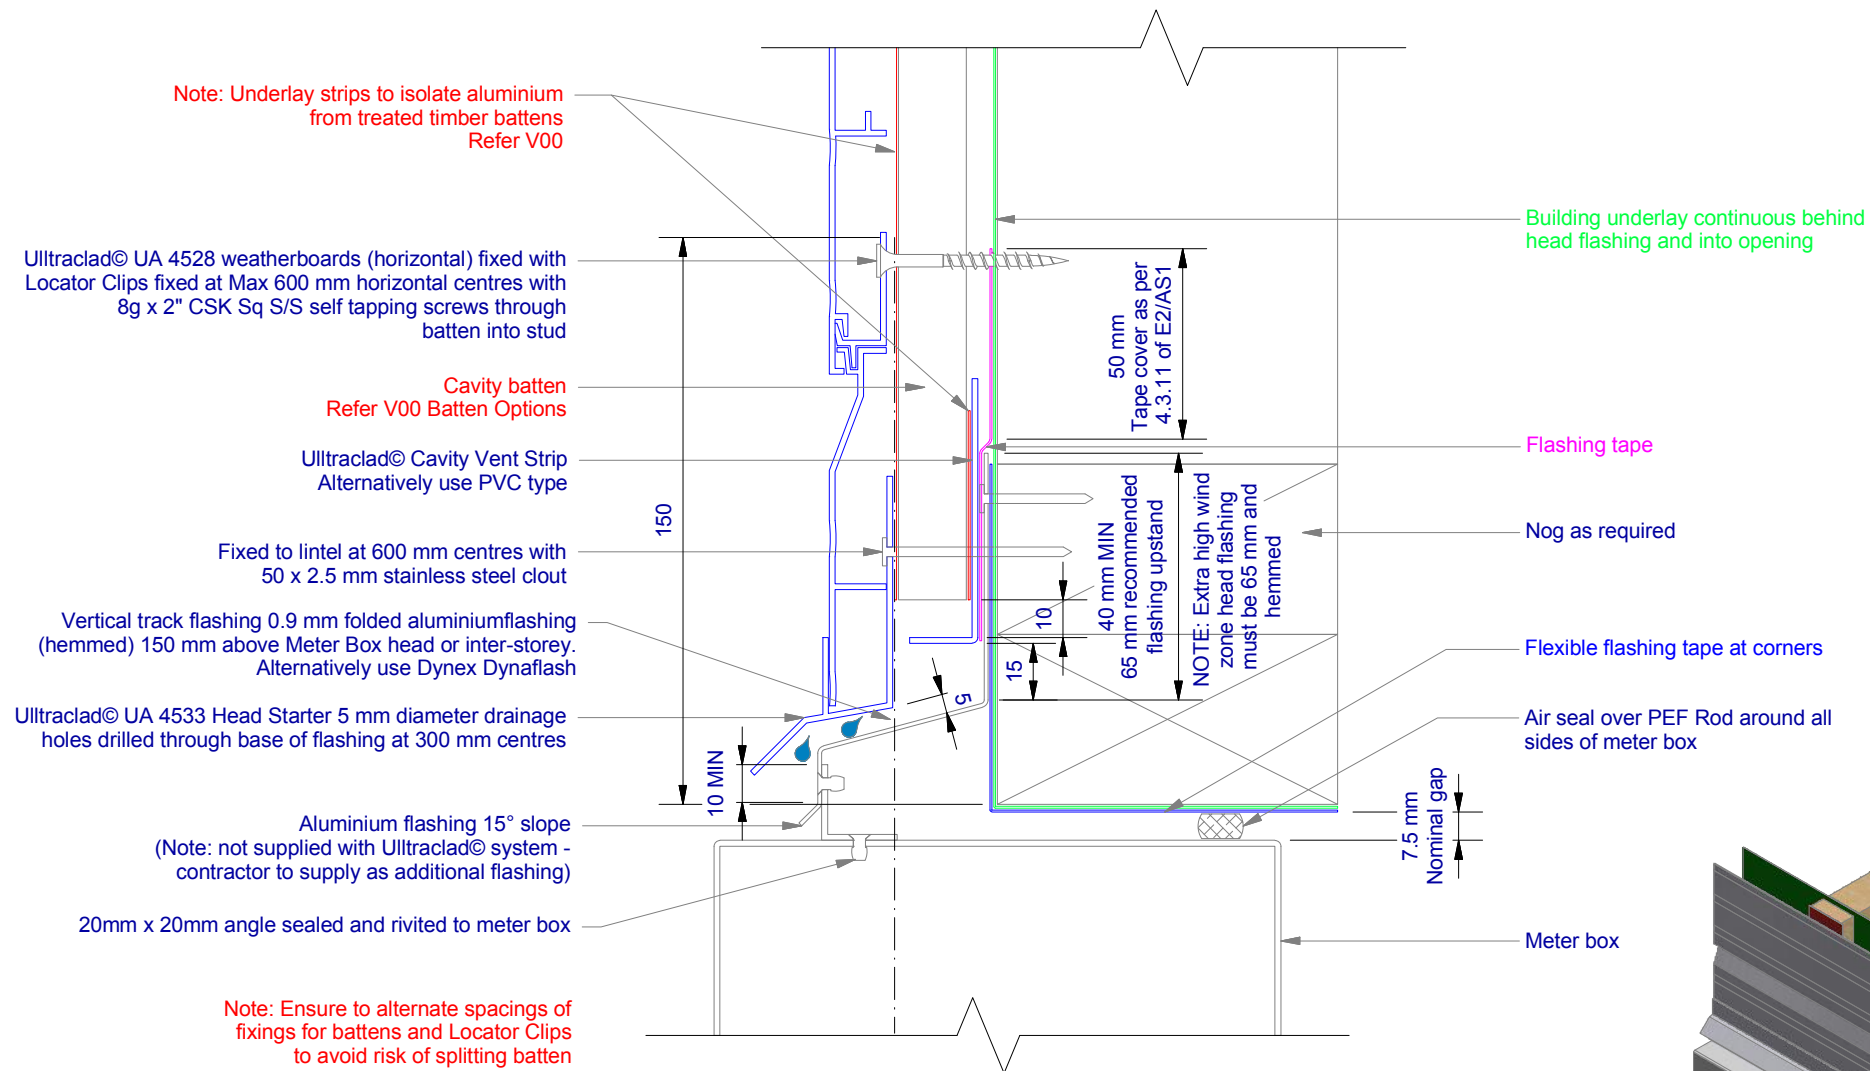 Note: Underlay strips to isolate aluminium
from treated timber battens
Refer V00
Ulltraclad© UA 4528 weatherboards (horizontal) fixed with
Locator Clips fixed at Max 600 mm horizontal centres with
8g x 2" CSK Sq S/S self tapping screws through
batten into stud
Cavity batten
Refer V00 Batten Options
Ulltraclad© Cavity Vent Strip
Alternatively use PVC type
Fixed to lintel at 600 mm centres with
50 x 2.5 mm stainless steel clout
Vertical track flashing 0.9 mm folded aluminiumflashing
(hemmed) 150 mm above Meter Box head or inter-storey.
Alternatively use Dynex Dynaflash
Ulltraclad© UA 4533 Head Starter 5 mm diameter drainage
holes drilled through base of flashing at 300 mm centres
Aluminium flashing 15° slope
(Note: not supplied with Ulltraclad© system -
contractor to supply as additional flashing)
20mm x 20mm angle sealed and rivited to meter box
Note: Ensure to alternate spacings of
fixings for battens and Locator Clips
to avoid risk of splitting batten
150
10 MIN
5
15
10
40 mm MIN
65 mm recommended
flashing upstand
50 mm
Tape cover as per
4.3.11 of E2/AS1
NOTE: Extra high wind
zone head flashing
must be 65 mm and
hemmed
Building underlay continuous behind
head flashing and into opening
Flashing tape
Nog as required
Flexible flashing tape at corners
Air seal over PEF Rod around all
sides of meter box
7.5 mm
Nominal gap
Meter box